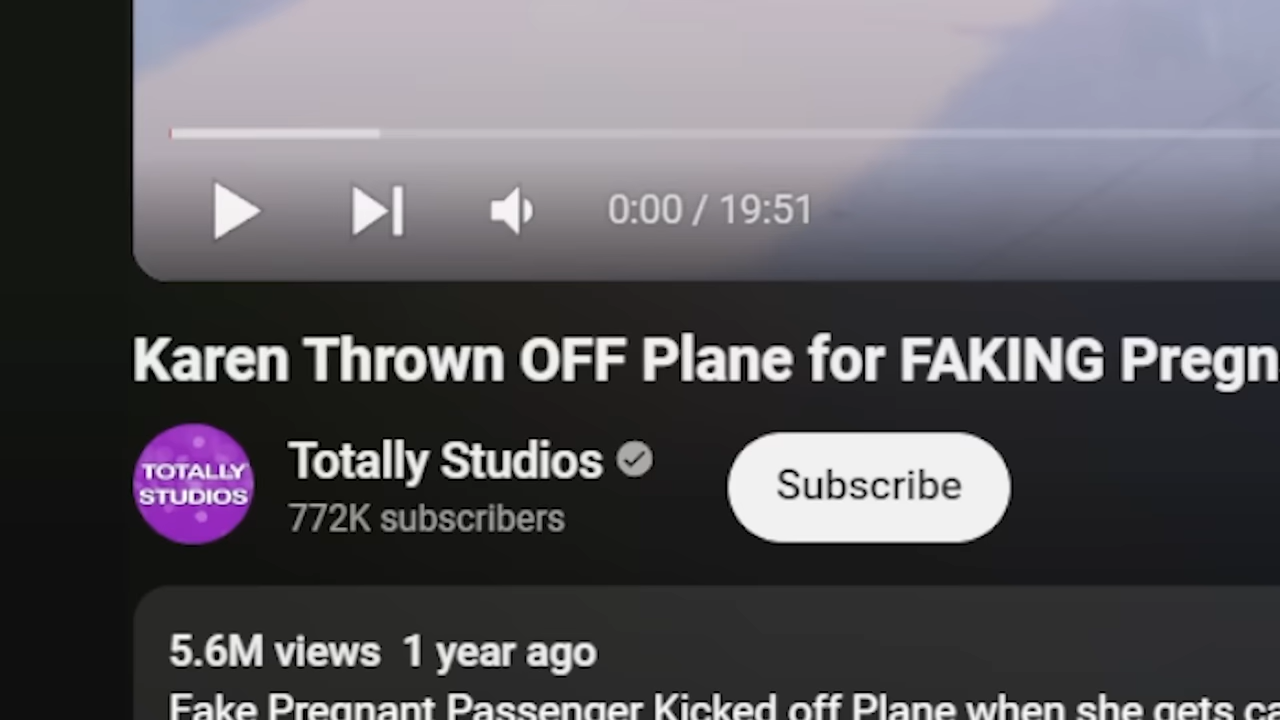 0:00 / 19:51
Karen Thrown OFF Plane for FAKING Pregn
TOTALLY
STUDIOS
Totally Studios
772K subscribers
Subscribe
5.6M views 1 year ago
Fake Pregnant Passenger Kicked off Plane when she gets ca